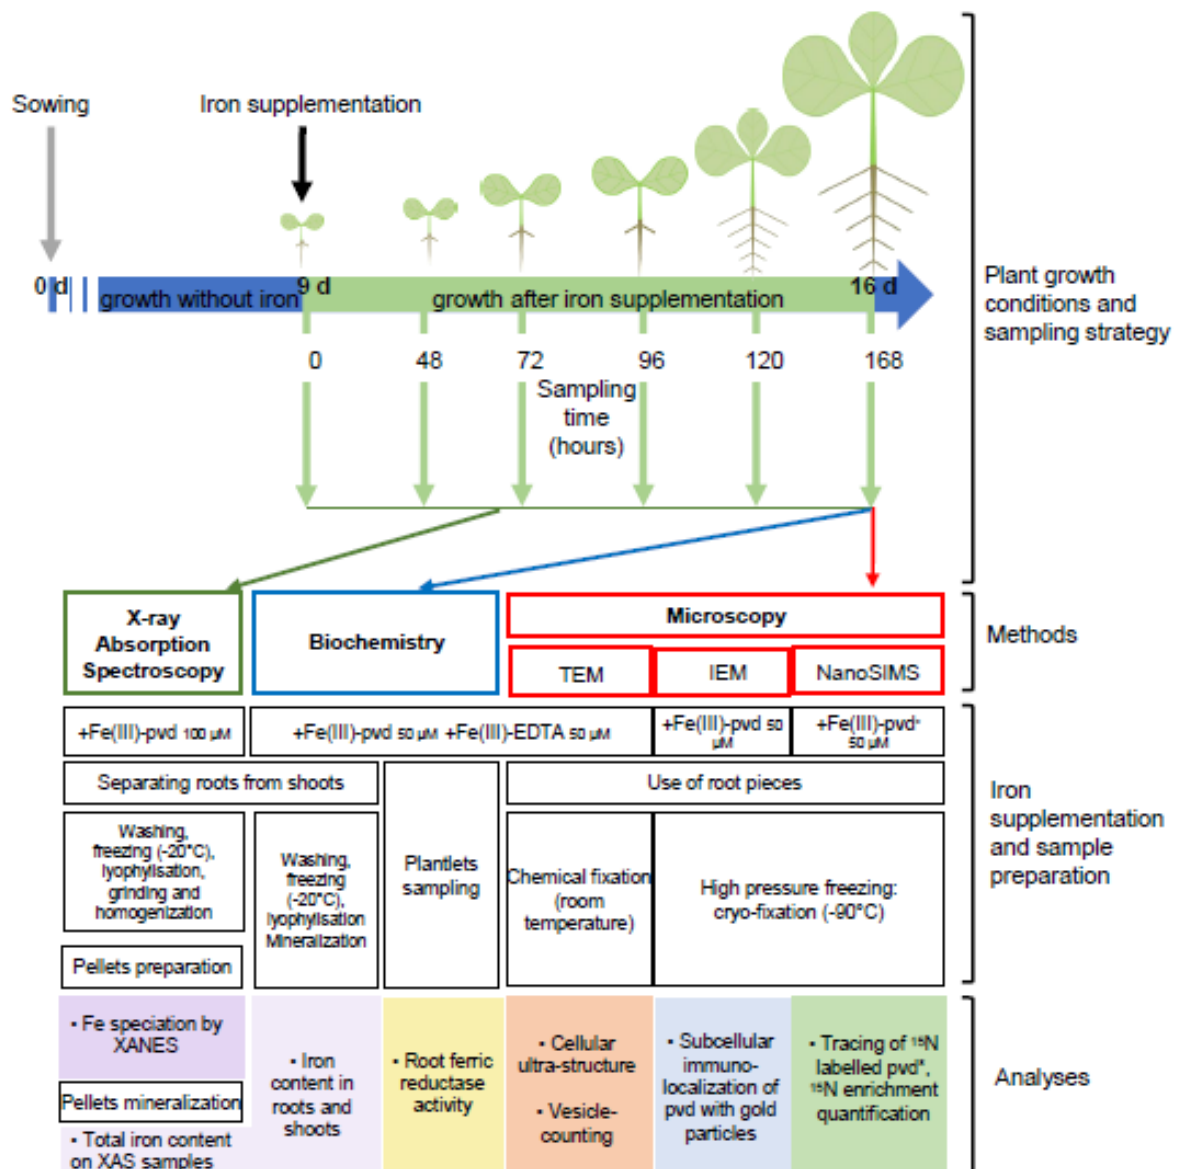 Sowing
Iron supplementation
0 d
growth without iron
9 d
growth after iron supplementation
16 d
Plant growth
conditions and
sampling strategy
0
48
72
96
120
168
Sampling
time
(hours)
X-ray
Absorption
Spectroscopy
Biochemistry
Microscopy
TEM
IEM
NanoSIMS
Methods
+Fe(III)-pvd 100 µM
+Fe(III)-pvd 50 µM +Fe(III)-EDTA 50 µM
+Fe(III)-pvd 50
µM
+Fe(III)-pvd*
50 µM
Separating roots from shoots
Use of root pieces
Washing,
freezing (-20°C),
lyophylisation,
grinding and
homogenization
Pellets preparation
Washing,
freezing
(-20°C),
lyophylisation
Mineralization
Plantlets
sampling
Chemical fixation
(room
temperature)
High pressure freezing:
cryo-fixation (-90°C)
Iron
supplementation
and sample
preparation
• Fe speciation by
XANES
Pellets mineralization
• Total iron content
on XAS samples
• Iron
content in
roots and
shoots
• Root ferric
reductase
activity
• Cellular
ultra-structure
• Vesicle-
counting
• Subcellular
immuno-
localization of
pvd with gold
particles
• Tracing of ¹⁵N
labelled pvd*,
¹⁵N enrichment
quantification
Analyses